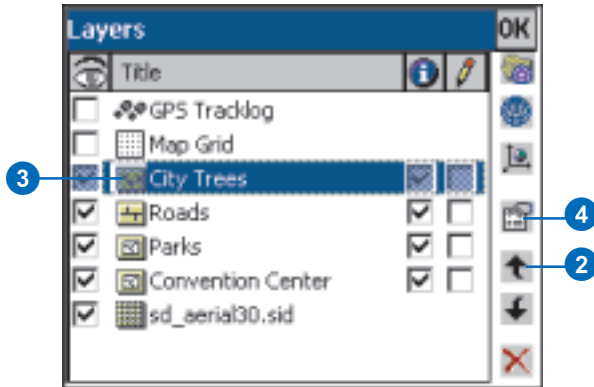 Layers OK
Title
GPS Tracklog
Map Grid
3 City Trees
Roads 4
Parks
2
Convention Center
sd_aerial30.sid